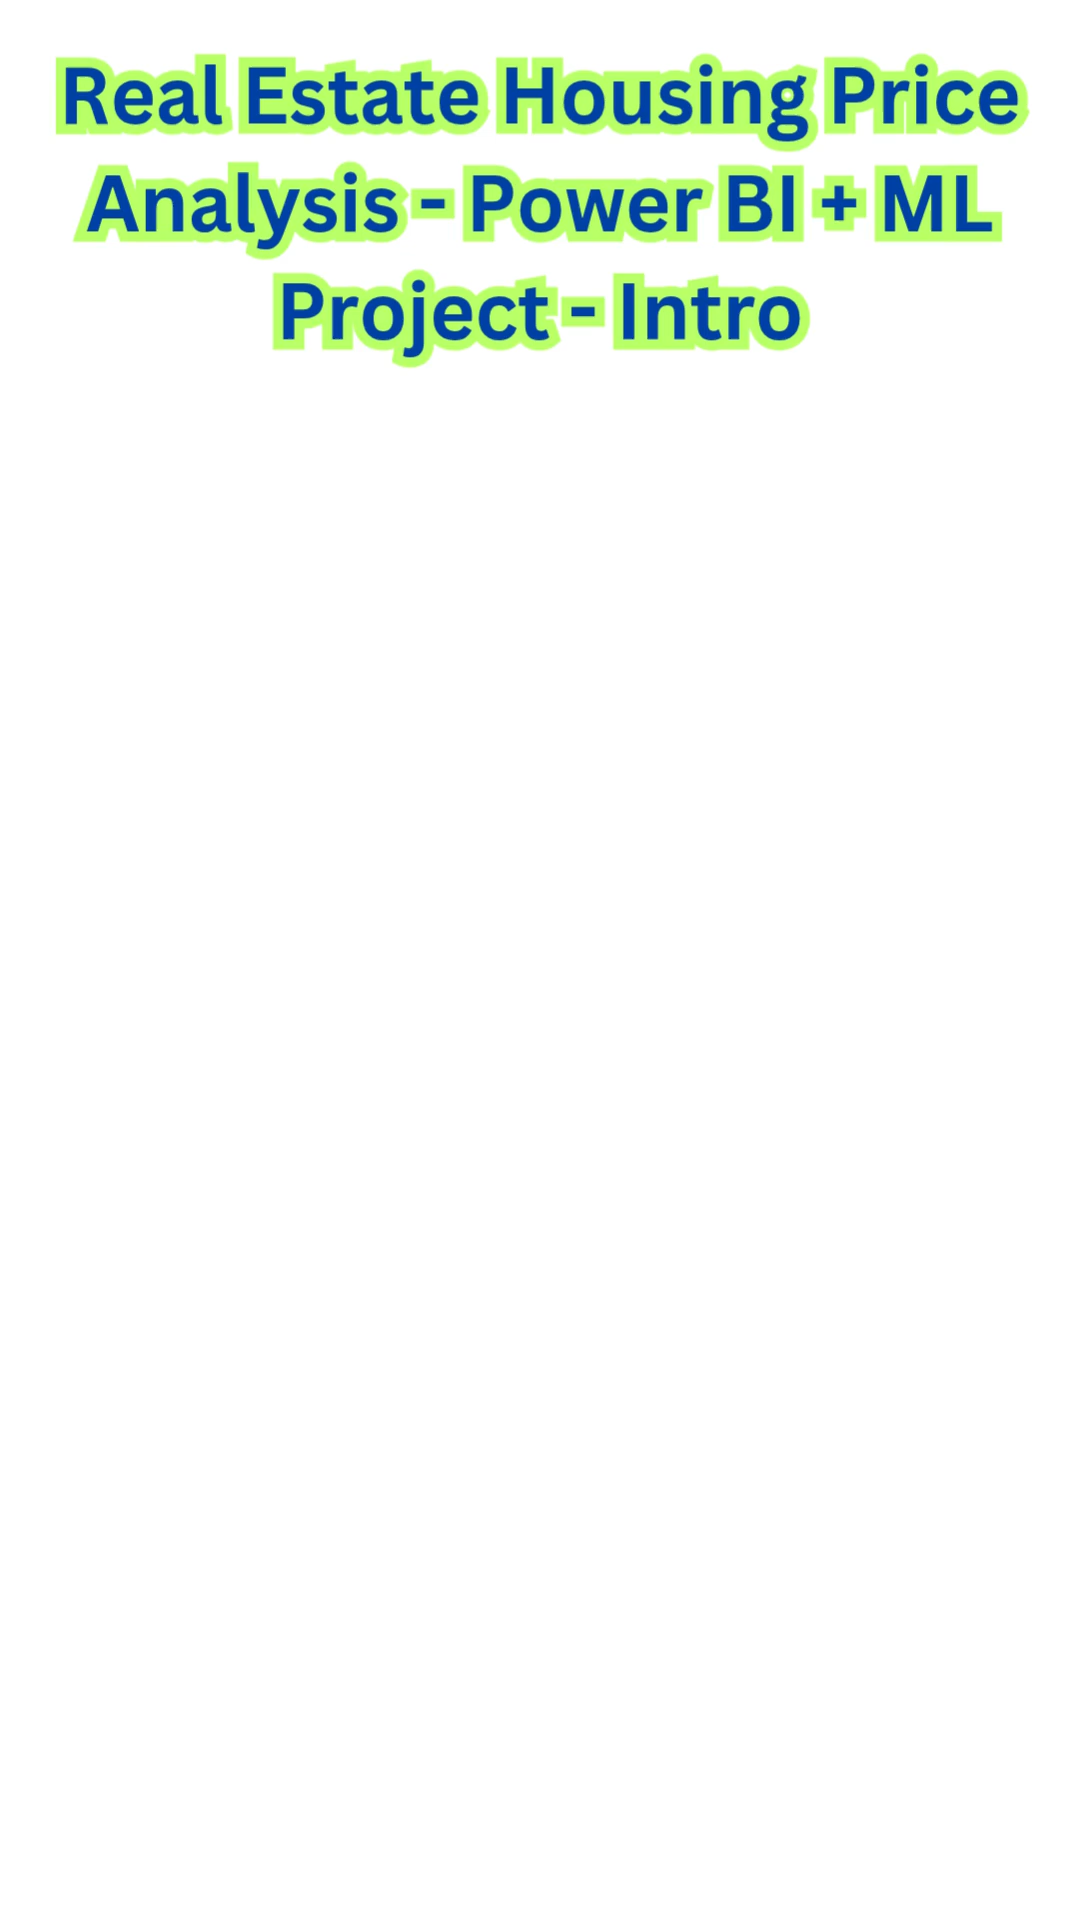 Real Estate Housing Price
Analysis - Power BI + ML
Project - Intro